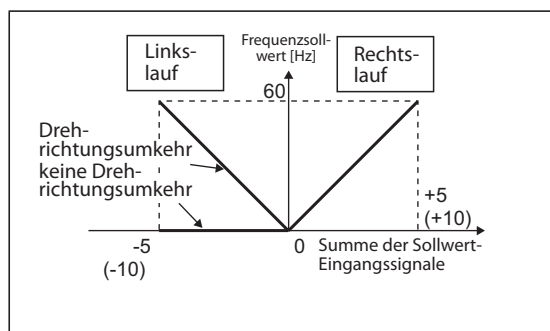 Links-
lauf
Frequenzsoll-
wert [Hz]
Rechts-
lauf
60
Dreh-
richtungsumkehr
keine Dreh-
richtungsumkehr
+5
(+10)
-5
(-10)
0
Summe der Sollwert-
Eingangssignale